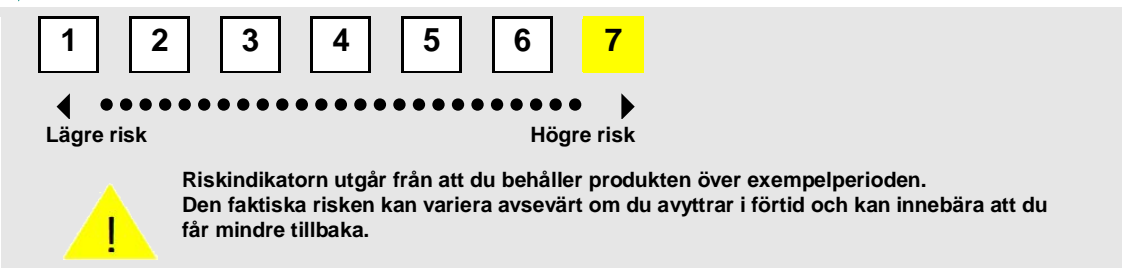 1 2 3 4 5 6 7
Lägre risk Högre risk
Riskindikatorn utgår från att du behåller produkten över exempelperioden.
Den faktiska risken kan variera avsevärt om du avyttrar i förtid och kan innebära att du
får mindre tillbaka.
!